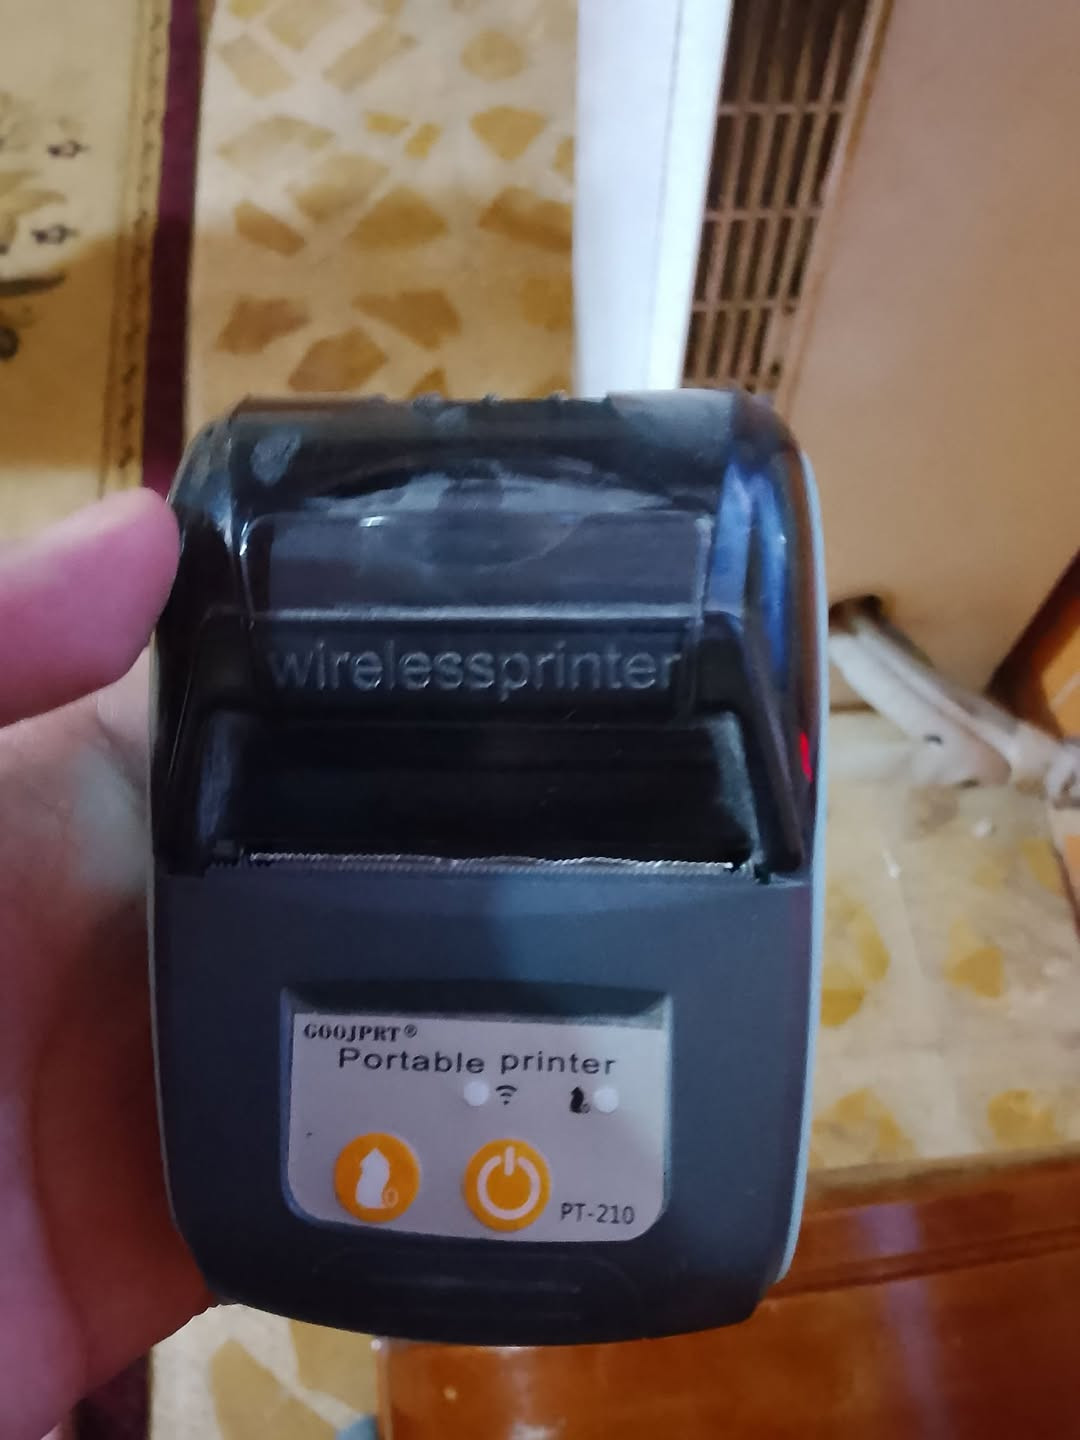 wirelessprinter
GOOJPRT®
Portable printer
PT-210